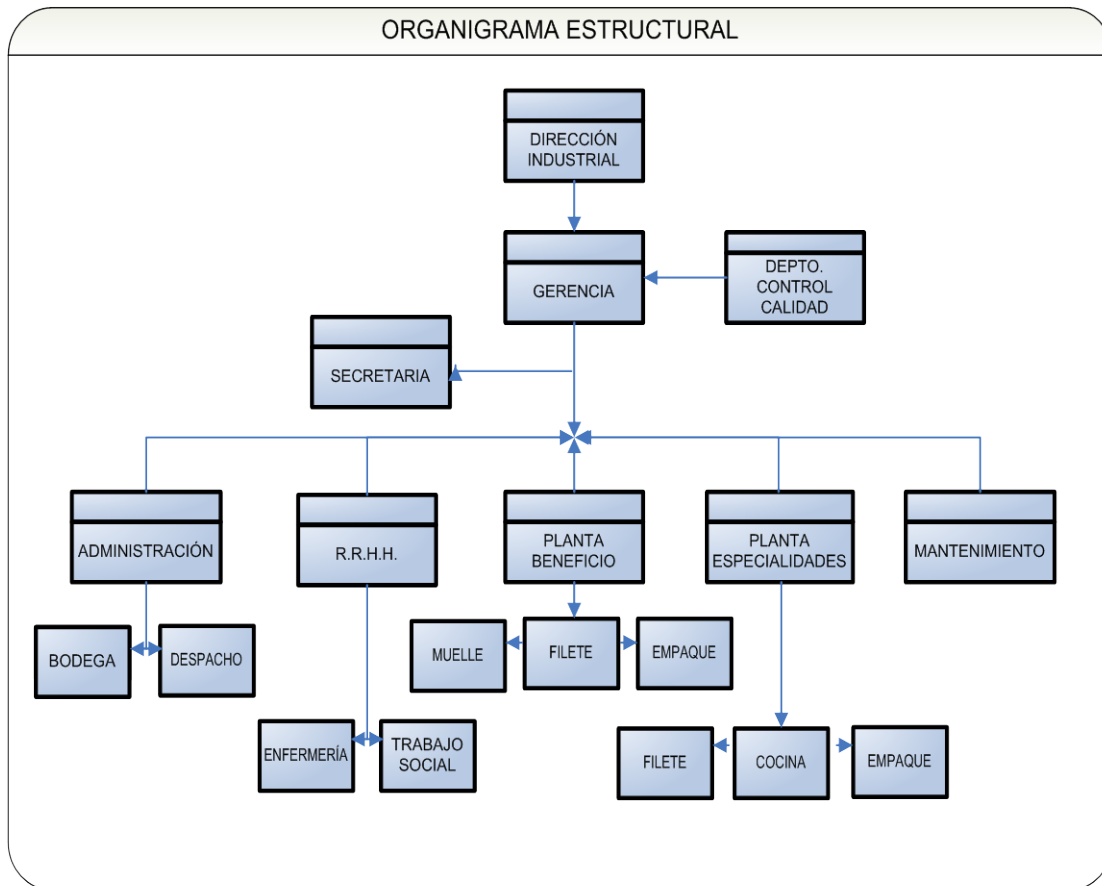 ORGANIGRAMA ESTRUCTURAL
DIRECCIÓN
INDUSTRIAL
GERENCIA
DEPTO.
CONTROL
CALIDAD
SECRETARIA
ADMINISTRACIÓN
R.R.H.H.
PLANTA
BENEFICIO
PLANTA
ESPECIALIDADES
MANTENIMIENTO
BODEGA
DESPACHO
MUELLE
FILETE
EMPAQUE
ENFERMERÍA
TRABAJO
SOCIAL
FILETE
COCINA
EMPAQUE